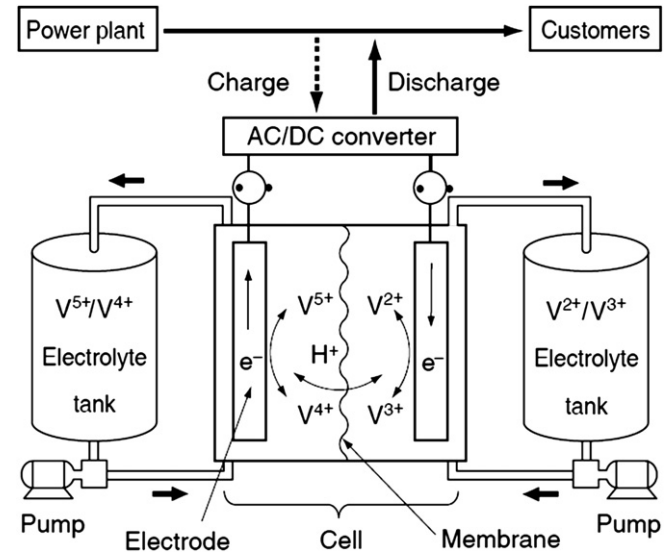 Power plant
Customers
Charge
Discharge
AC/DC converter
V⁵⁺/V⁴⁺
Electrolyte
tank
e⁻
V⁵⁺
V²⁺
H⁺
V⁴⁺
V³⁺
e⁻
V²⁺/V³⁺
Electrolyte
tank
Pump
Electrode
Cell
Membrane
Pump